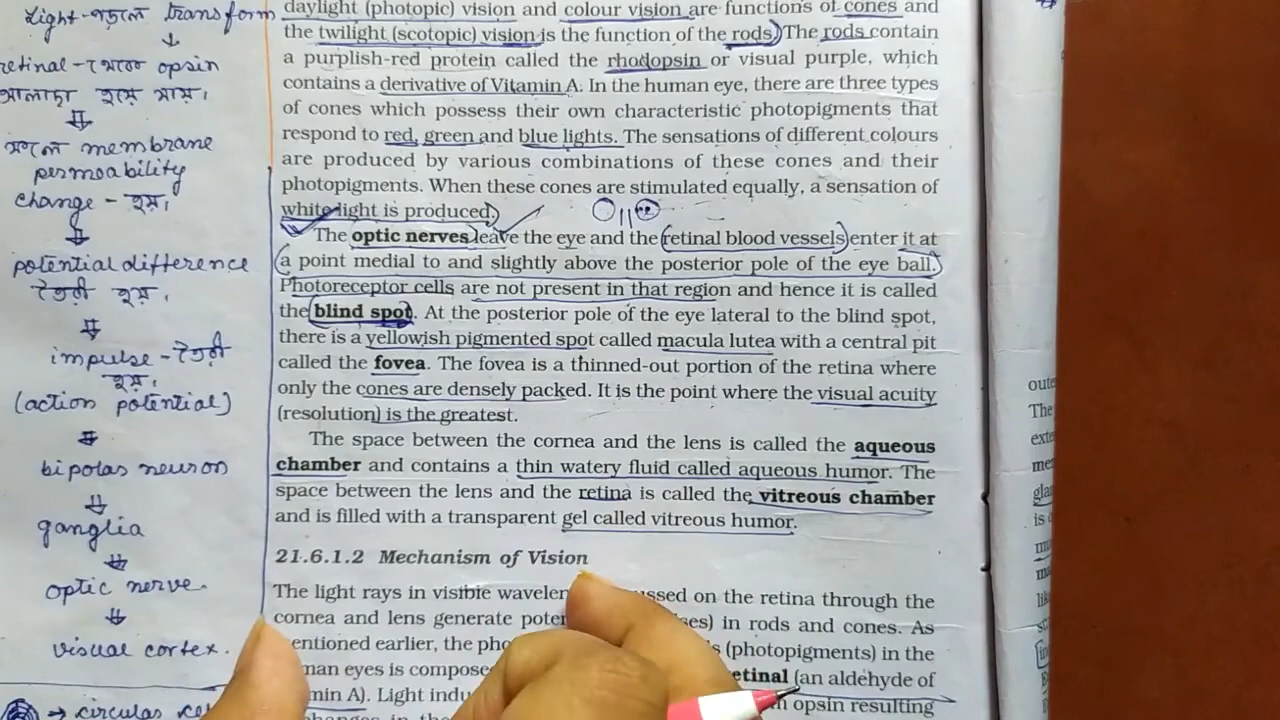 Light-পড়লে transform
↓
retinal - থেকে opsin
আলাদা হয়ে যায়।
⇓
ফলে membrane
permoability
change - হয়।
⇓
potential difference
তৈরী হয়।
⇓
impulse - তৈরী
হয়।
(action potential)
⇓
bipolas neuron
⇓
ganglia
⇓
optic nerve.
⇓
visual cortex.
→ circulas
daylight (photopic) vision and colour vision are functions of cones and
the twilight (scotopic) vision is the function of the rods. The rods contain
a purplish-red protein called the rhodopsin or visual purple, which
contains a derivative of Vitamin A. In the human eye, there are three types
of cones which possess their own characteristic photopigments that
respond to red, green and blue lights. The sensations of different colours
are produced by various combinations of these cones and their
photopigments. When these cones are stimulated equally, a sensation of
white light is produced.
The optic nerves leave the eye and the retinal blood vessels enter it at
a point medial to and slightly above the posterior pole of the eye ball.
Photoreceptor cells are not present in that region and hence it is called
the blind spot. At the posterior pole of the eye lateral to the blind spot,
there is a yellowish pigmented spot called macula lutea with a central pit
called the fovea. The fovea is a thinned-out portion of the retina where
only the cones are densely packed. It is the point where the visual acuity
(resolution) is the greatest.
The space between the cornea and the lens is called the aqueous
chamber and contains a thin watery fluid called aqueous humor. The
space between the lens and the retina is called the vitreous chamber
and is filled with a transparent gel called vitreous humor.
21.6.1.2 Mechanism of Vision
The light rays in visible wavelen ssed on the retina through the
cornea and lens generate poten ses) in rods and cones. As
entioned earlier, the pho s (photopigments) in the
man eyes is compose etinal (an aldehyde of
min A). Light indu opsin resulting
oute
The
exte
me
gla
is